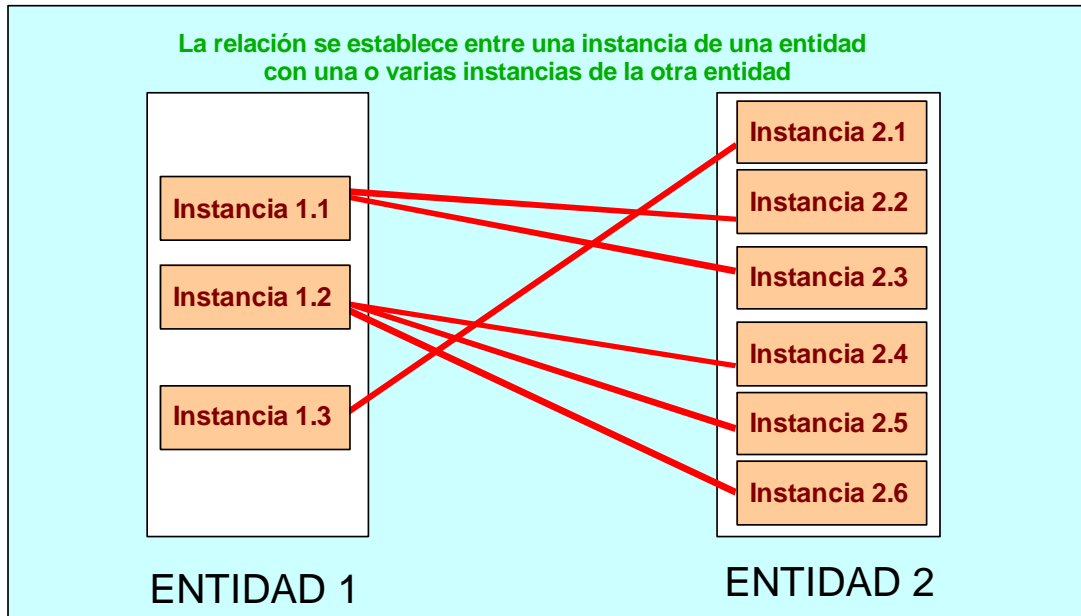 La relación se establece entre una instancia de una entidad
con una o varias instancias de la otra entidad
Instancia 1.1
Instancia 1.2
Instancia 1.3
ENTIDAD 1
Instancia 2.1
Instancia 2.2
Instancia 2.3
Instancia 2.4
Instancia 2.5
Instancia 2.6
ENTIDAD 2